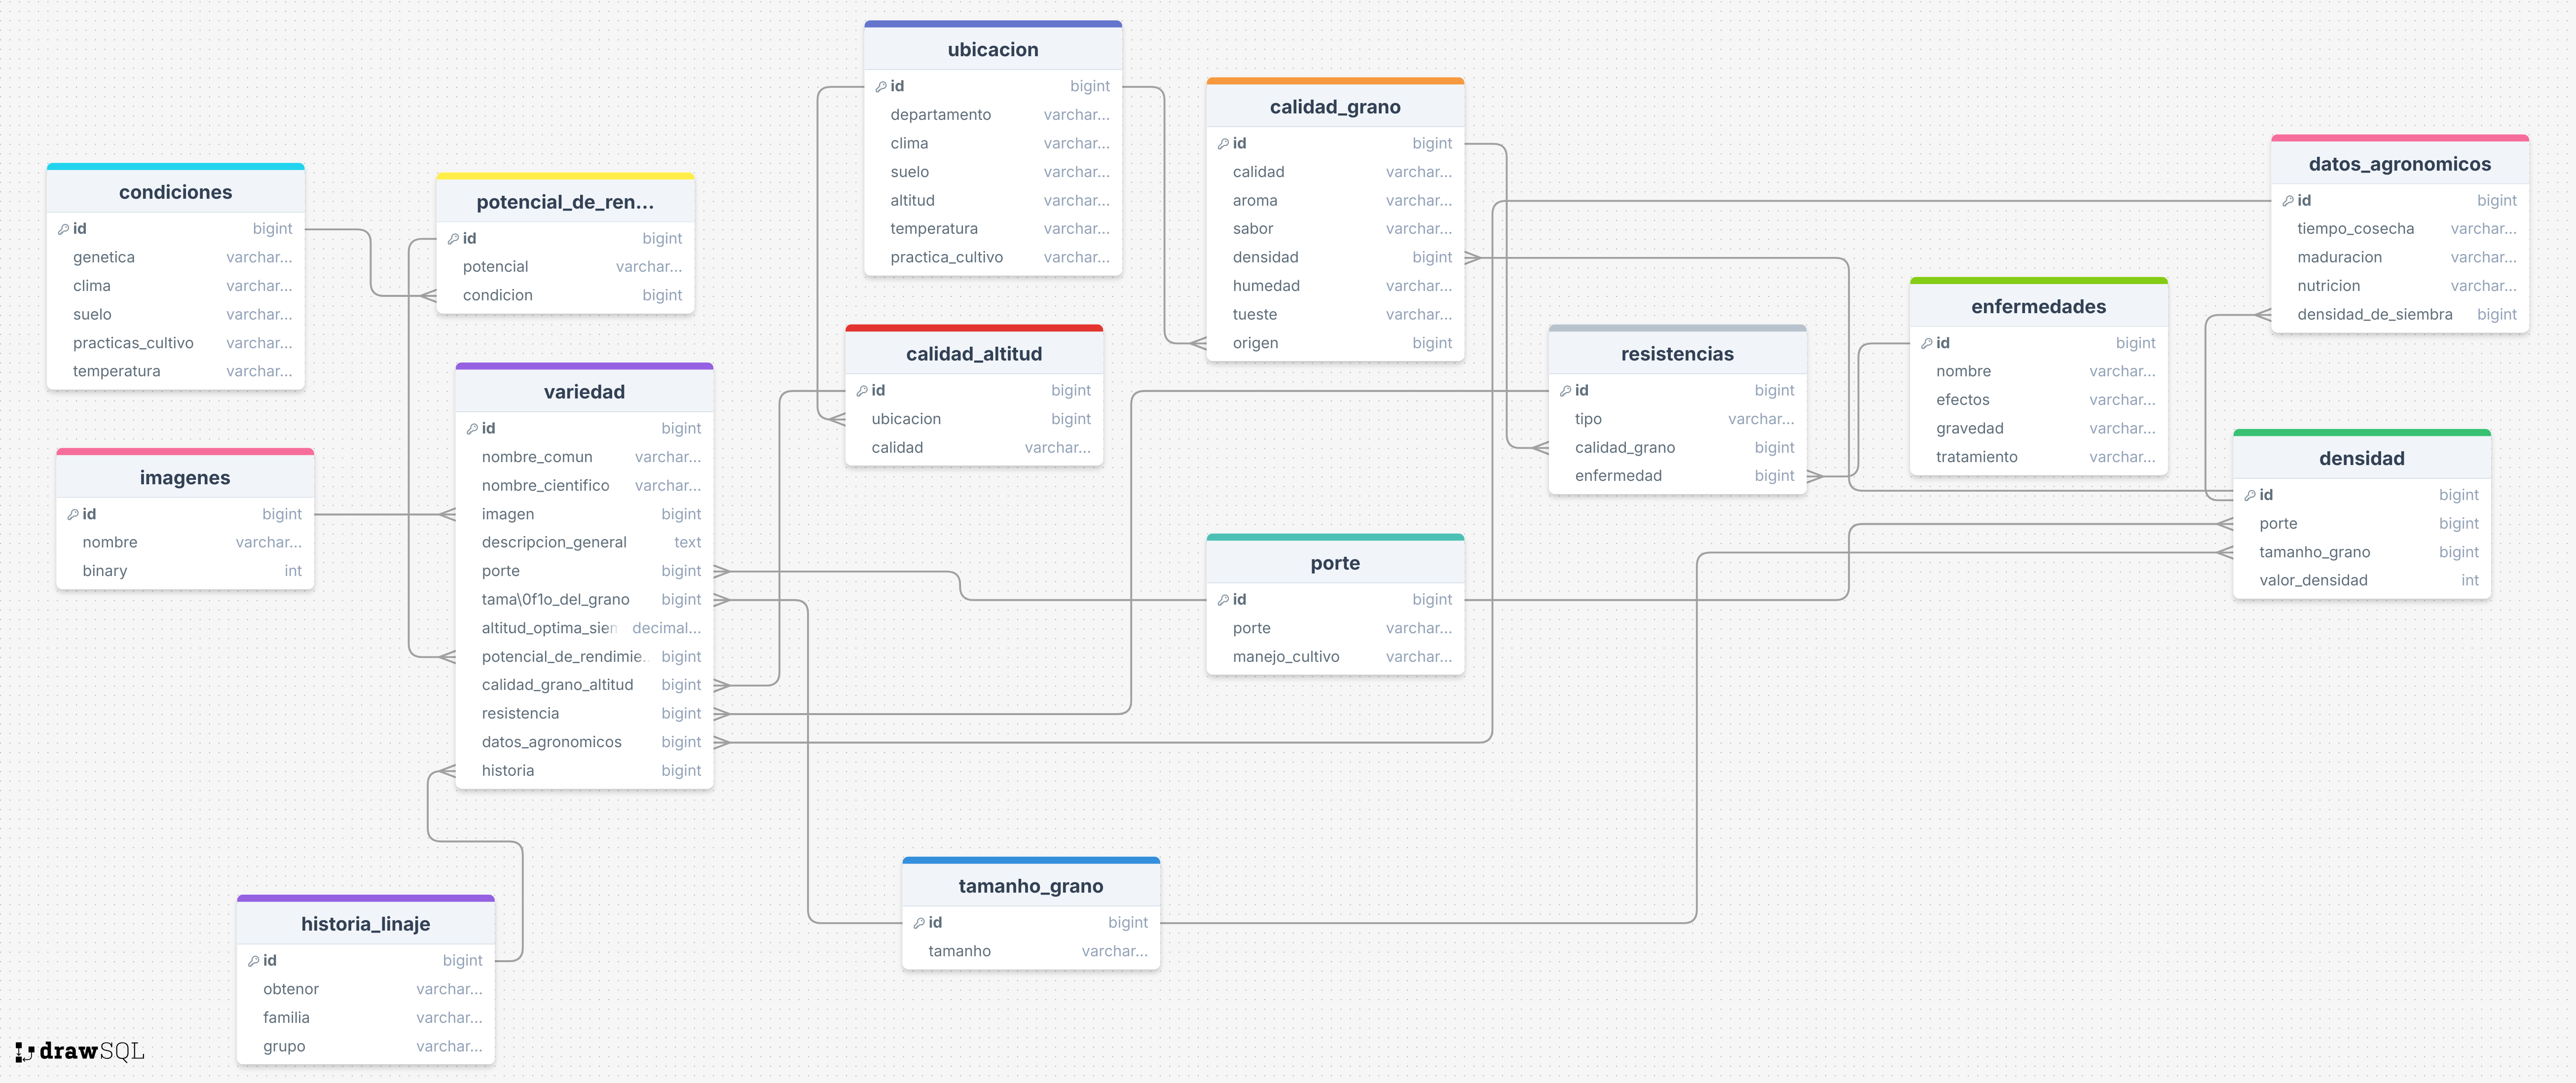 ubicacion
id bigint
departamento varchar...
clima varchar...
suelo varchar...
altitud varchar...
temperatura varchar...
practica_cultivo varchar...
calidad_grano
id bigint
calidad varchar...
aroma varchar...
sabor varchar...
densidad bigint
humedad varchar...
tueste varchar...
origen bigint
datos_agronomicos
id bigint
tiempo_cosecha varchar...
maduracion varchar...
nutricion varchar...
densidad_de_siembra bigint
condiciones
id bigint
genetica varchar...
clima varchar...
suelo varchar...
practicas_cultivo varchar...
temperatura varchar...
potencial_de_ren...
id bigint
potencial varchar...
condicion bigint
enfermedades
id bigint
nombre varchar...
efectos varchar...
gravedad varchar...
tratamiento varchar...
calidad_altitud
id bigint
ubicacion bigint
calidad varchar...
resistencias
id bigint
tipo varchar...
calidad_grano bigint
enfermedad bigint
variedad
id bigint
nombre_comun varchar...
nombre_cientifico varchar...
imagen bigint
descripcion_general text
porte bigint
tama\0f1o_del_grano bigint
altitud_optima_sien decimal...
potencial_de_rendimie.. bigint
calidad_grano_altitud bigint
resistencia bigint
datos_agronomicos bigint
historia bigint
densidad
id bigint
porte bigint
tamanho_grano bigint
valor_densidad int
imagenes
id bigint
nombre varchar...
binary int
porte
id bigint
porte varchar...
manejo_cultivo varchar...
tamanho_grano
id bigint
tamanho varchar...
historia_linaje
id bigint
obtenor varchar...
familia varchar...
grupo varchar...
drawSQL